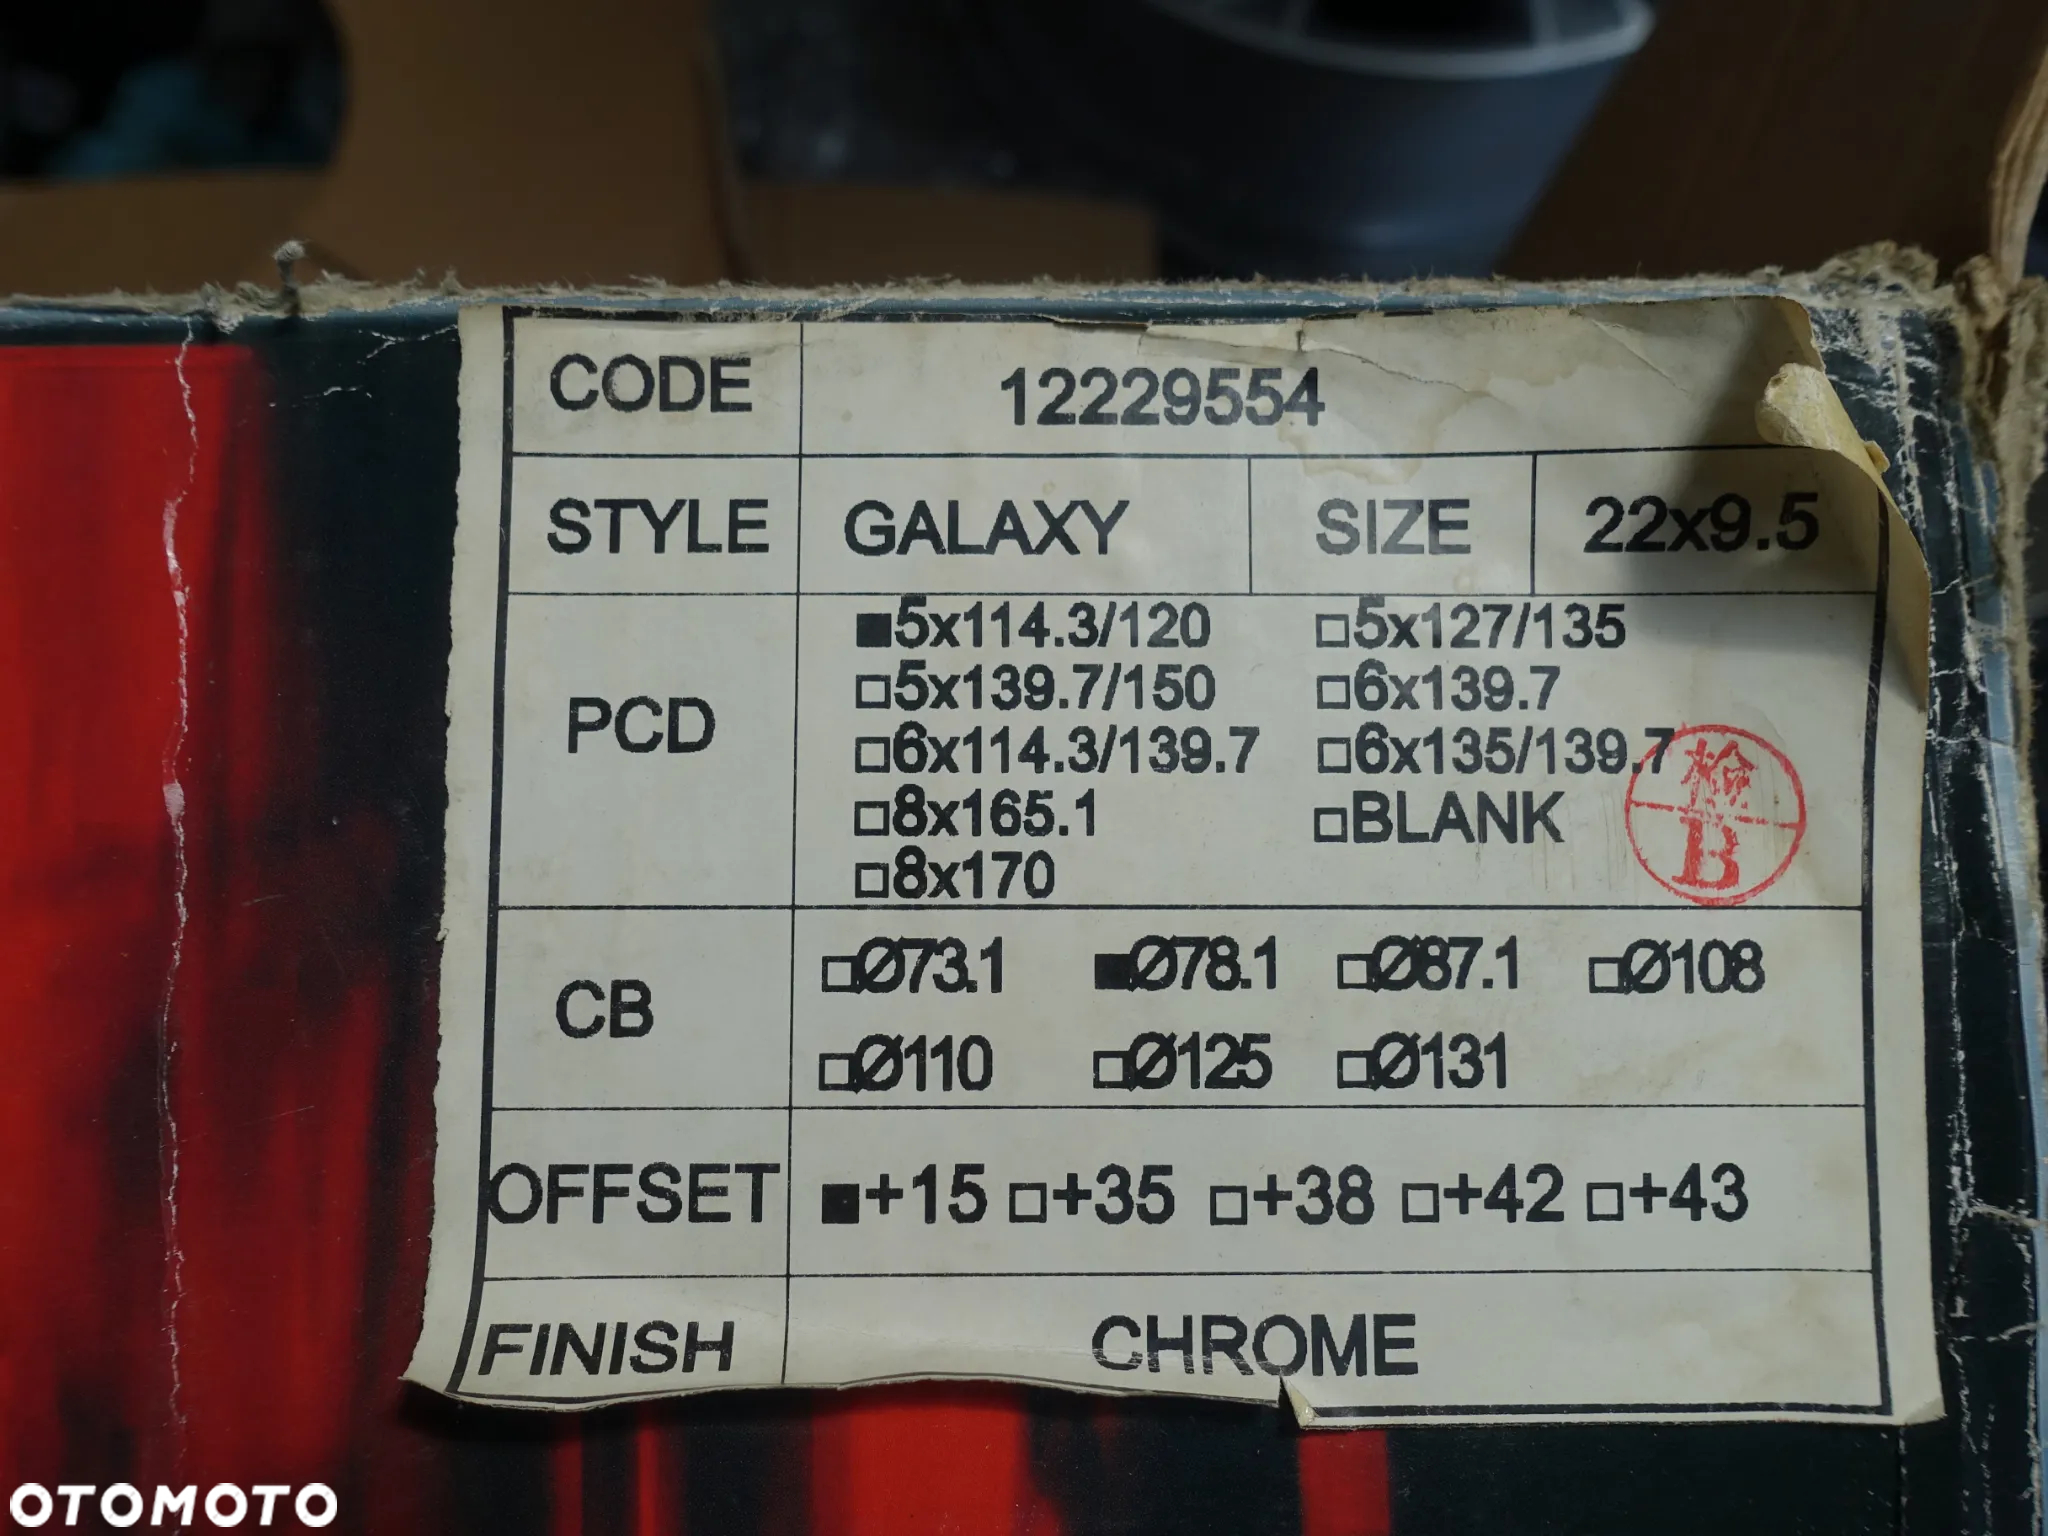 CODE 12229554
STYLE GALAXY SIZE 22x9.5
PCD
■5x114.3/120 □5x127/135
□5x139.7/150 □6x139.7
□6x114.3/139.7 □6x135/139.7
□8x165.1 □BLANK
□8x170
检
B
CB
□Ø73.1 ■Ø78.1 □Ø87.1 □Ø108
□Ø110 □Ø125 □Ø131
OFFSET ■+15 □+35 □+38 □+42 □+43
FINISH CHROME
OTOMOTO